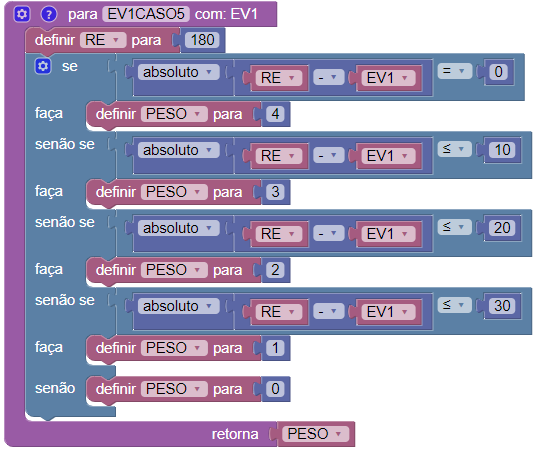 para EV1CASO5 com: EV1
definir RE para 180
se absoluto RE - EV1 = 0
faça definir PESO para 4
senão se absoluto RE - EV1 ≤ 10
faça definir PESO para 3
senão se absoluto RE - EV1 ≤ 20
faça definir PESO para 2
senão se absoluto RE - EV1 ≤ 30
faça definir PESO para 1
senão definir PESO para 0
retorna PESO